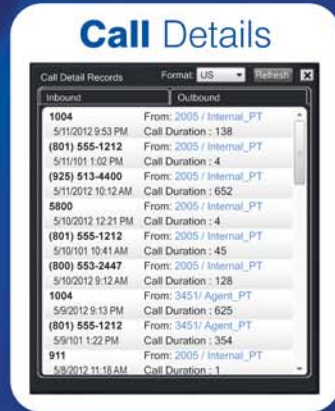 Call Details
Call Detail Records Format: US Refresh X
Inbound Outbound
1004 From: 2005 / Internal_PT
5/11/2012 9:53 PM Call Duration : 138
(801) 555-1212 From: 2005 / Internal_PT
5/11/101 1:02 PM Call Duration : 4
(925) 513-4400 From: 2005 / Internal_PT
5/11/2012 10:12 AM Call Duration : 652
5800 From: 2005 / Internal_PT
5/10/2012 12:21 PM Call Duration : 4
(801) 555-1212 From: 2005 / Internal_PT
5/10/101 10:41 AM Call Duration : 45
(800) 553-2447 From: 2005 / Internal_PT
5/10/2012 9:12 AM Call Duration : 128
1004 From: 3451/ Agent_PT
5/9/2012 9:13 PM Call Duration : 625
(801) 555-1212 From: 3451/ Agent_PT
5/9/101 1:22 PM Call Duration : 354
911 From: 2005 / Internal_PT
5/8/2012 11:18 AM Call Duration : 1